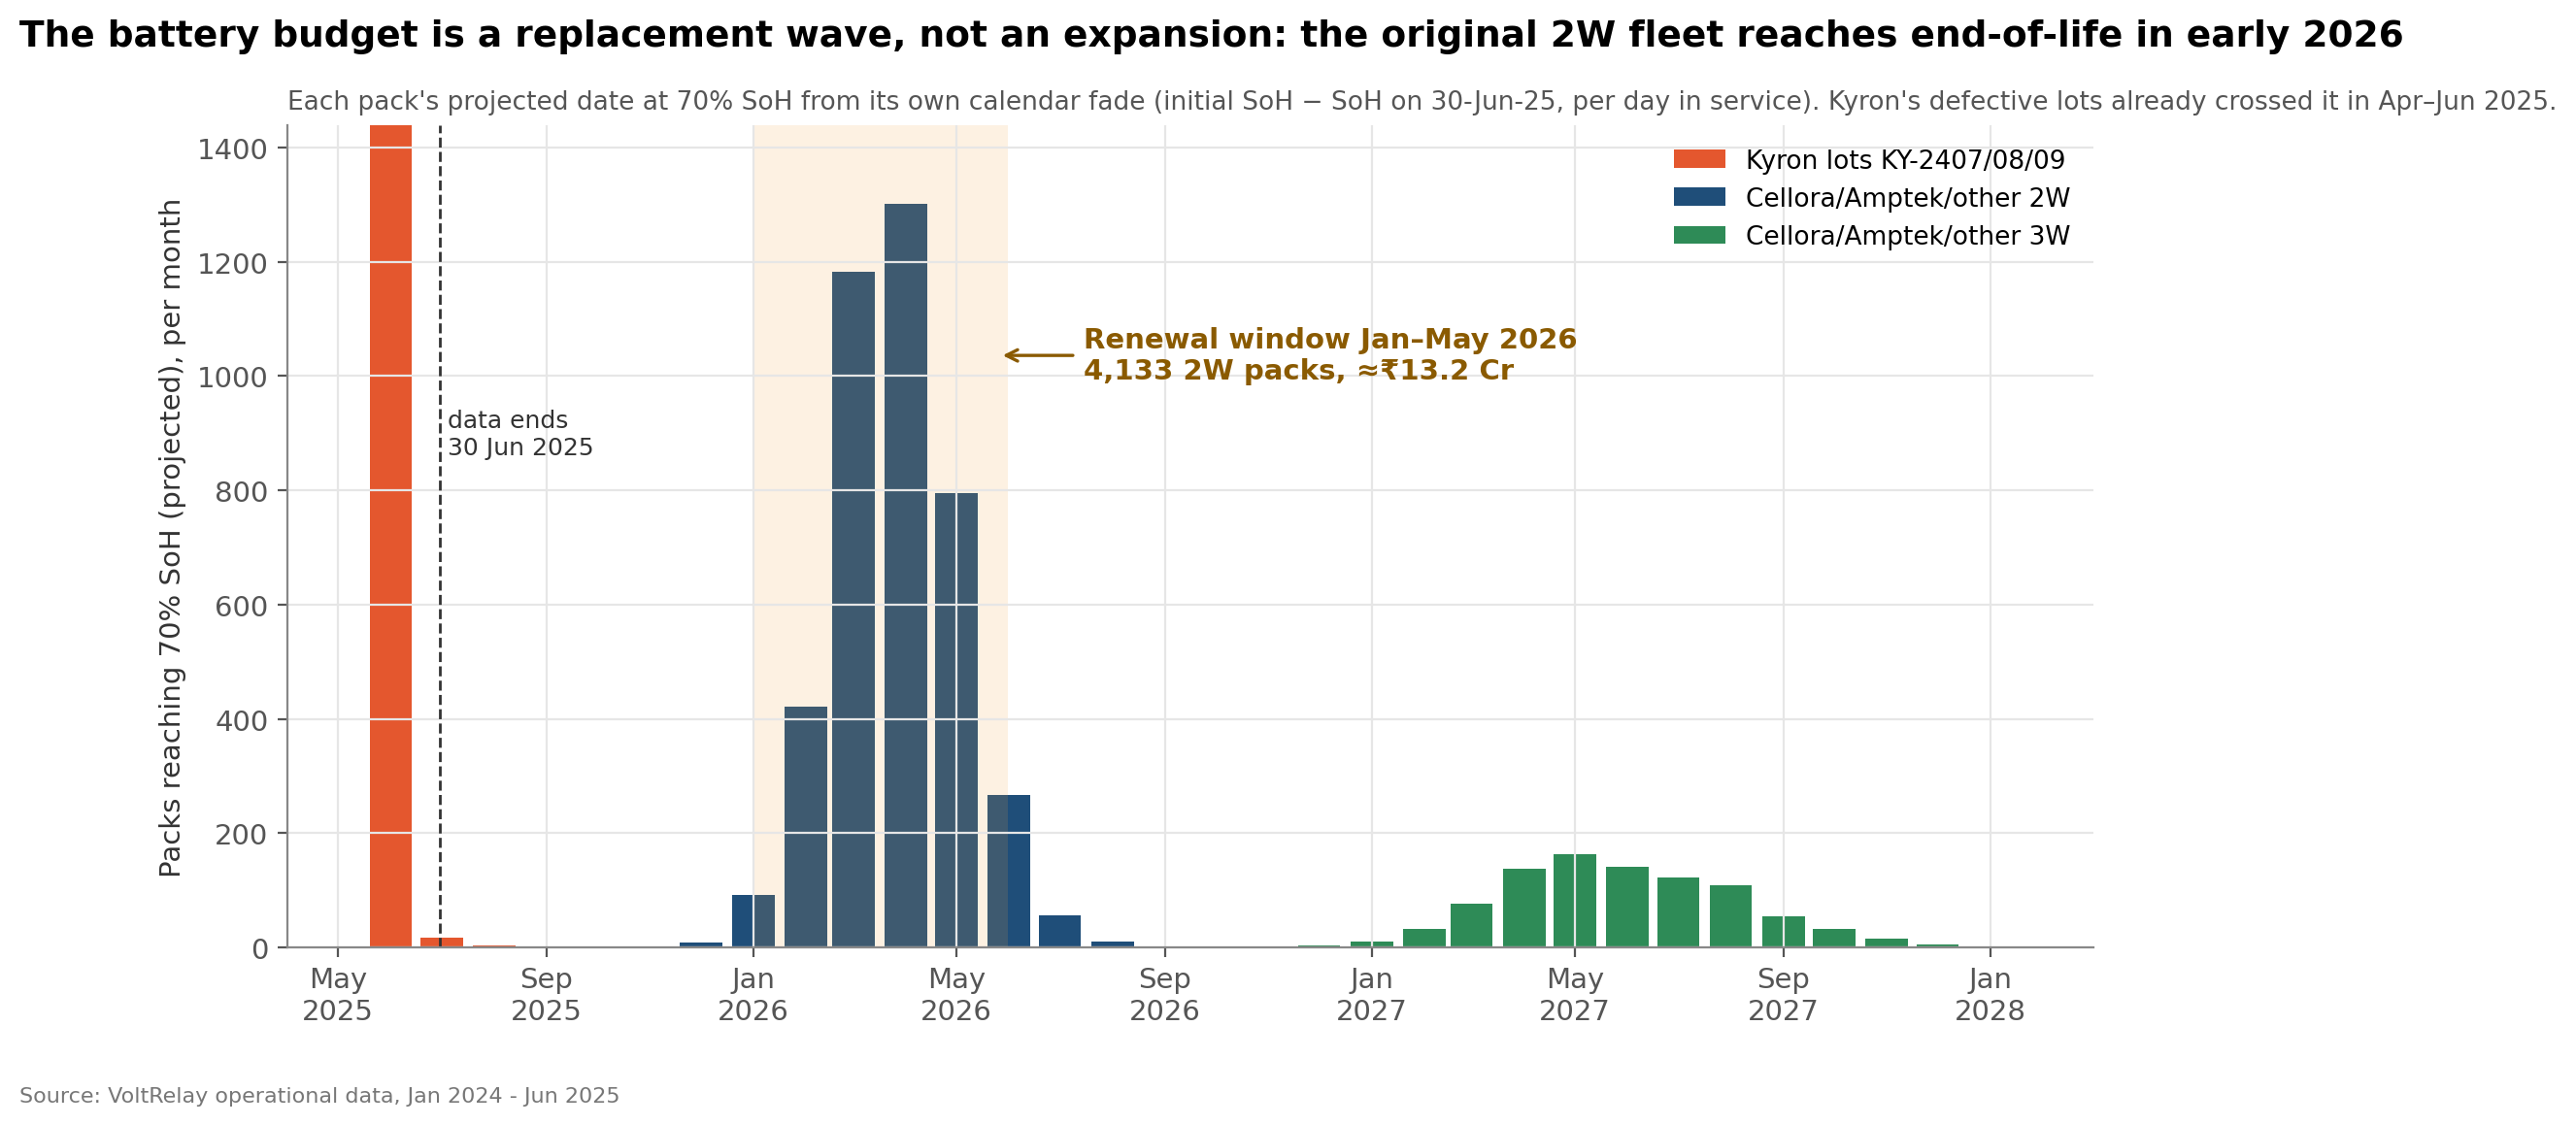 The battery budget is a replacement wave, not an expansion: the original 2W fleet reaches end-of-life in early 2026
Each pack's projected date at 70% SoH from its own calendar fade (initial SoH − SoH on 30-Jun-25, per day in service). Kyron's defective lots already crossed it in Apr–Jun 2025.
Packs reaching 70% SoH (projected), per month
1400
1200
1000
800
600
400
200
0
Kyron lots KY-2407/08/09
Cellora/Amptek/other 2W
Cellora/Amptek/other 3W
Renewal window Jan–May 2026
4,133 2W packs, ≈₹13.2 Cr
data ends
30 Jun 2025
May
2025
Sep
2025
Jan
2026
May
2026
Sep
2026
Jan
2027
May
2027
Sep
2027
Jan
2028
Source: VoltRelay operational data, Jan 2024 - Jun 2025